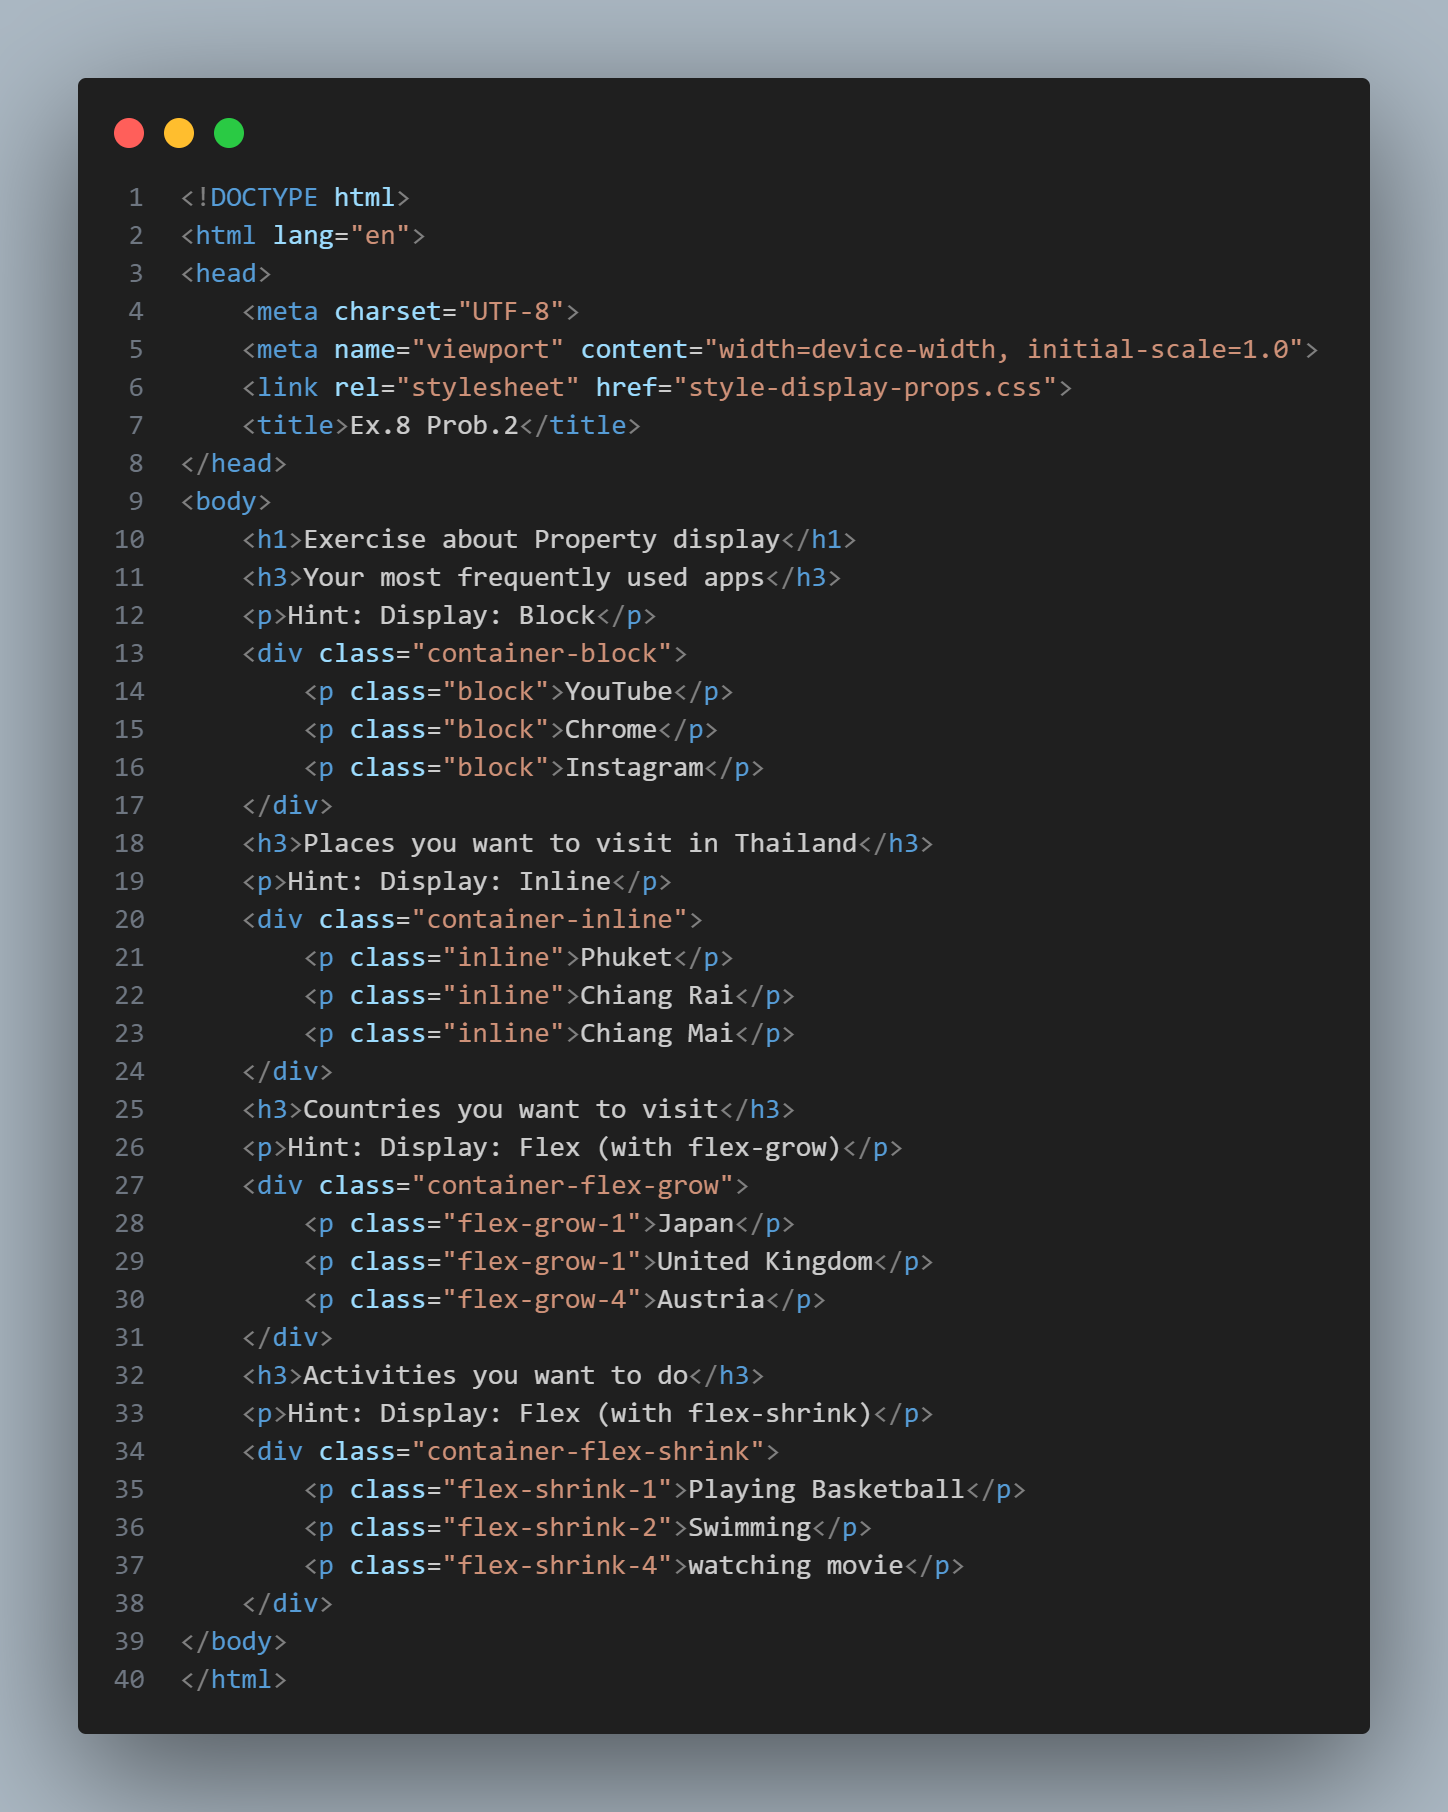 1 <!DOCTYPE html>
2 <html lang="en">
3 <head>
4     <meta charset="UTF-8">
5     <meta name="viewport" content="width=device-width, initial-scale=1.0">
6     <link rel="stylesheet" href="style-display-props.css">
7     <title>Ex.8 Prob.2</title>
8 </head>
9 <body>
10     <h1>Exercise about Property display</h1>
11     <h3>Your most frequently used apps</h3>
12     <p>Hint: Display: Block</p>
13     <div class="container-block">
14         <p class="block">YouTube</p>
15         <p class="block">Chrome</p>
16         <p class="block">Instagram</p>
17     </div>
18     <h3>Places you want to visit in Thailand</h3>
19     <p>Hint: Display: Inline</p>
20     <div class="container-inline">
21         <p class="inline">Phuket</p>
22         <p class="inline">Chiang Rai</p>
23         <p class="inline">Chiang Mai</p>
24     </div>
25     <h3>Countries you want to visit</h3>
26     <p>Hint: Display: Flex (with flex-grow)</p>
27     <div class="container-flex-grow">
28         <p class="flex-grow-1">Japan</p>
29         <p class="flex-grow-1">United Kingdom</p>
30         <p class="flex-grow-4">Austria</p>
31     </div>
32     <h3>Activities you want to do</h3>
33     <p>Hint: Display: Flex (with flex-shrink)</p>
34     <div class="container-flex-shrink">
35         <p class="flex-shrink-1">Playing Basketball</p>
36         <p class="flex-shrink-2">Swimming</p>
37         <p class="flex-shrink-4">watching movie</p>
38     </div>
39 </body>
40 </html>